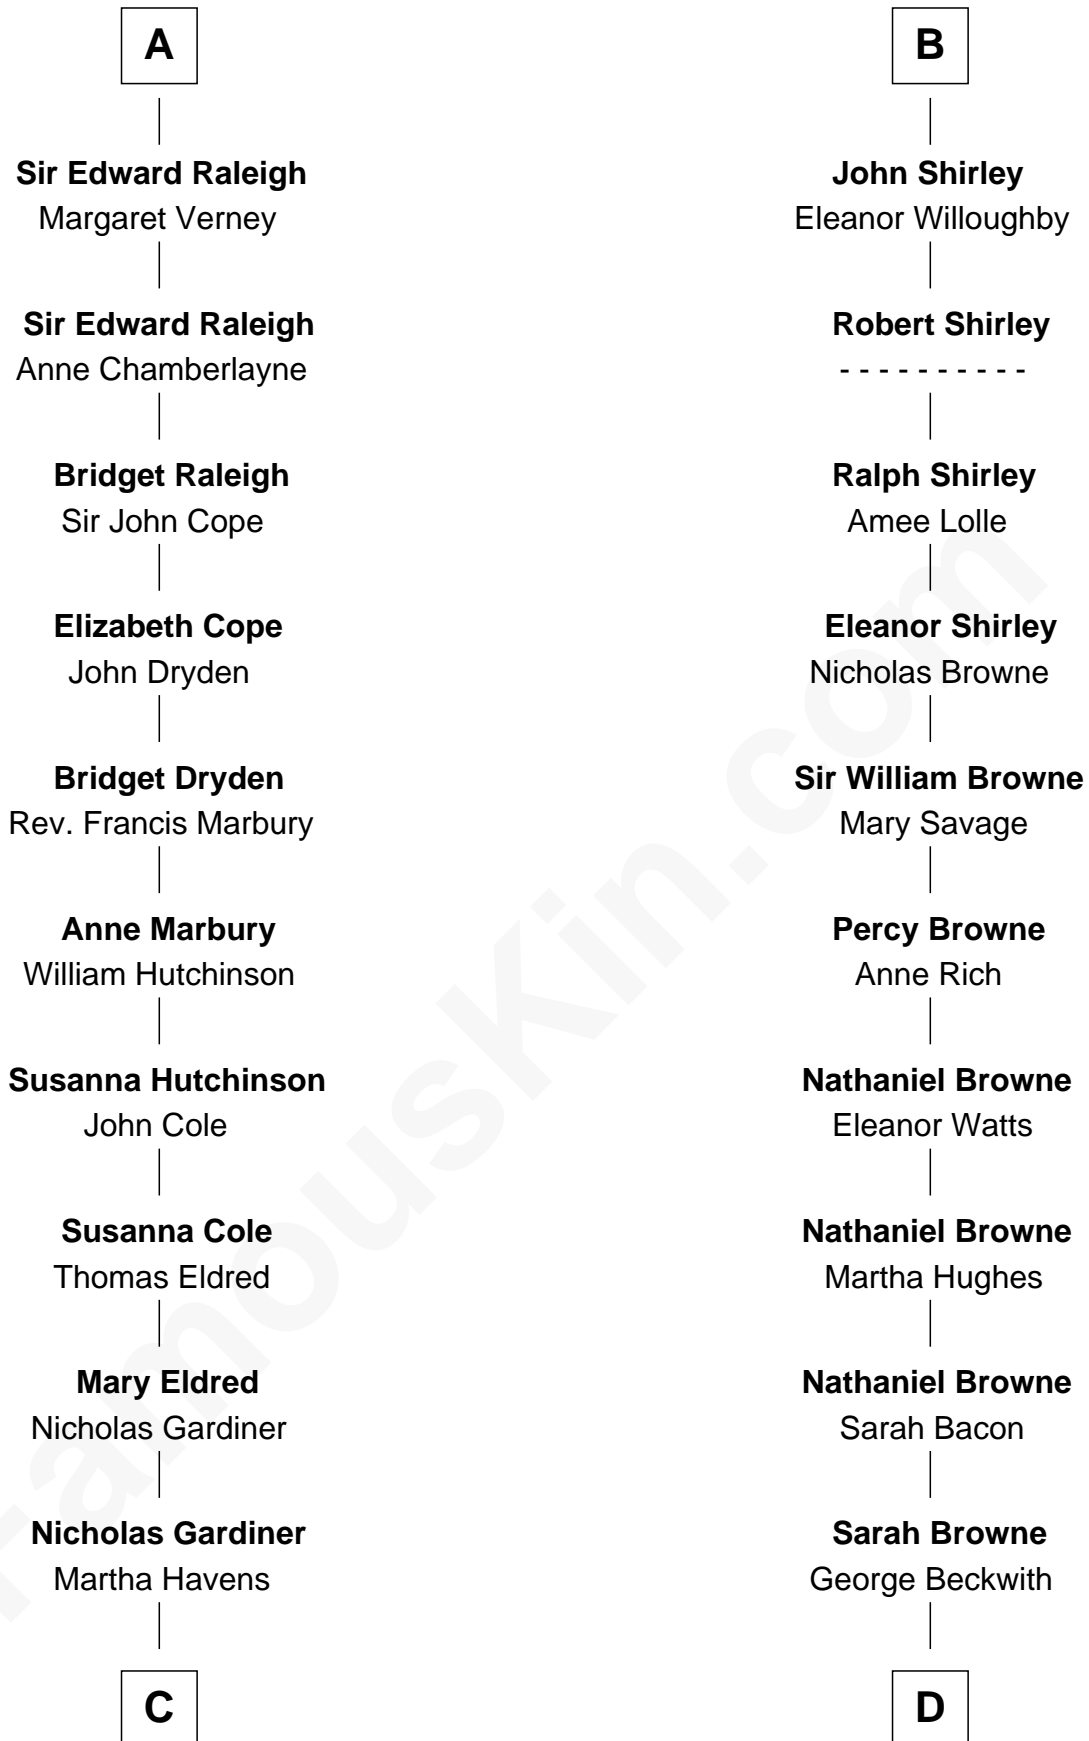 A
Sir Edward Raleigh
Margaret Verney
Sir Edward Raleigh
Anne Chamberlayne
Bridget Raleigh
Sir John Cope
Elizabeth Cope
John Dryden
Bridget Dryden
Rev. Francis Marbury
Anne Marbury
William Hutchinson
Susanna Hutchinson
John Cole
Susanna Cole
Thomas Eldred
Mary Eldred
Nicholas Gardiner
Nicholas Gardiner
Martha Havens
C
B
John Shirley
Eleanor Willoughby
Robert Shirley
- - - - - - - - - -
Ralph Shirley
Amee Lolle
Eleanor Shirley
Nicholas Browne
Sir William Browne
Mary Savage
Percy Browne
Anne Rich
Nathaniel Browne
Eleanor Watts
Nathaniel Browne
Martha Hughes
Nathaniel Browne
Sarah Bacon
Sarah Browne
George Beckwith
D
FamousKin.com